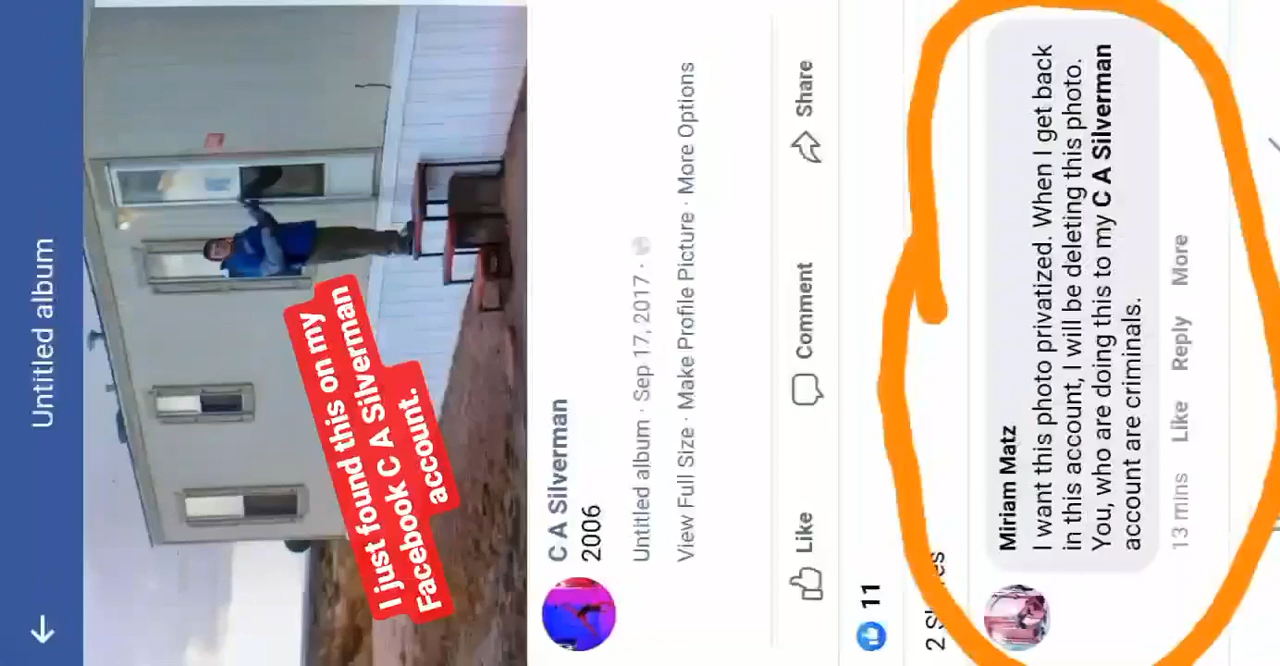 Untitled album
I just found this on my
Facebook C A Silverman
account.
C A Silverman
2006
Untitled album · Sep 17, 2017 ·
View Full Size · Make Profile Picture · More Options
Like Comment Share
11
Miriam Matz
I want this photo privatized. When I get back
in this account, I will be deleting this photo.
You, who are doing this to my C A Silverman
account are criminals.
13 mins Like Reply More